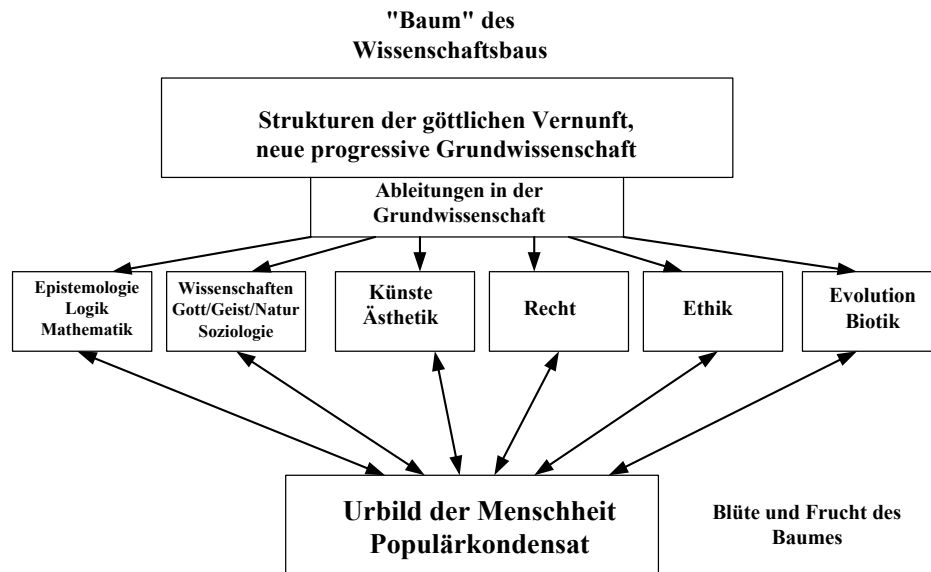 "Baum" des
Wissenschaftsbaus
Strukturen der göttlichen Vernunft,
neue progressive Grundwissenschaft
Ableitungen in der
Grundwissenschaft
Epistemologie
Logik
Mathematik
Wissenschaften
Gott/Geist/Natur
Soziologie
Künste
Ästhetik
Recht
Ethik
Evolution
Biotik
Urbild der Menschheit
Populärkondensat
Blüte und Frucht des
Baumes